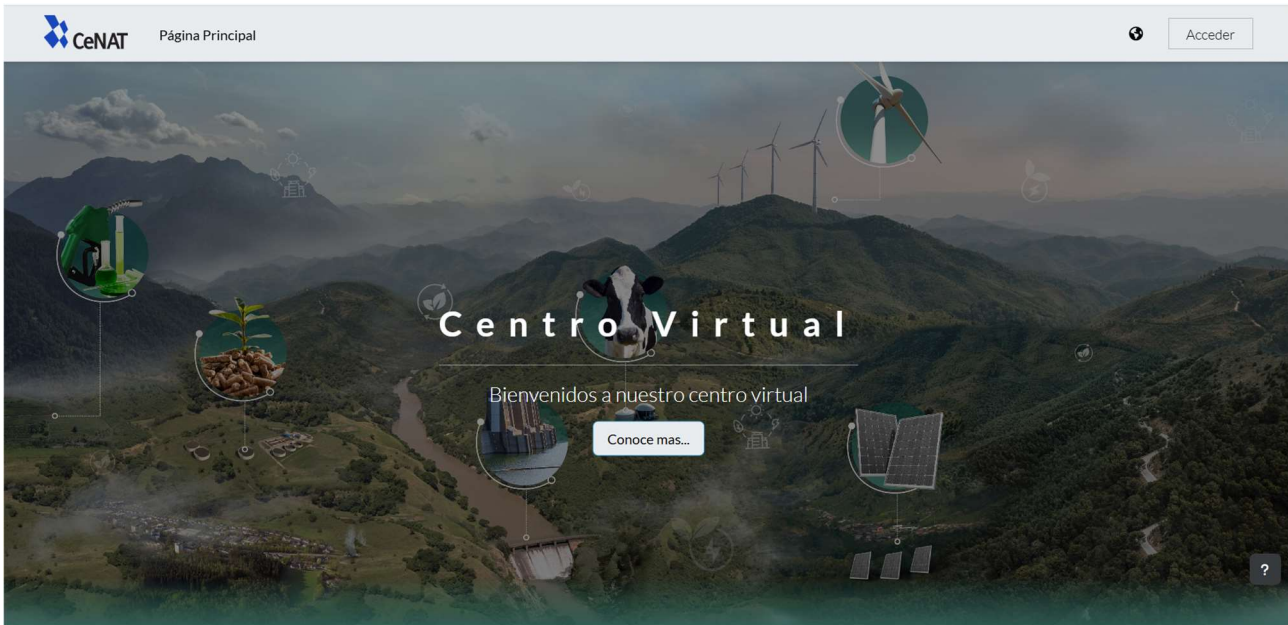 CeNAT
Página Principal
Acceder
Centro Virtual
Bienvenidos a nuestro centro virtual
Conoce mas...
?